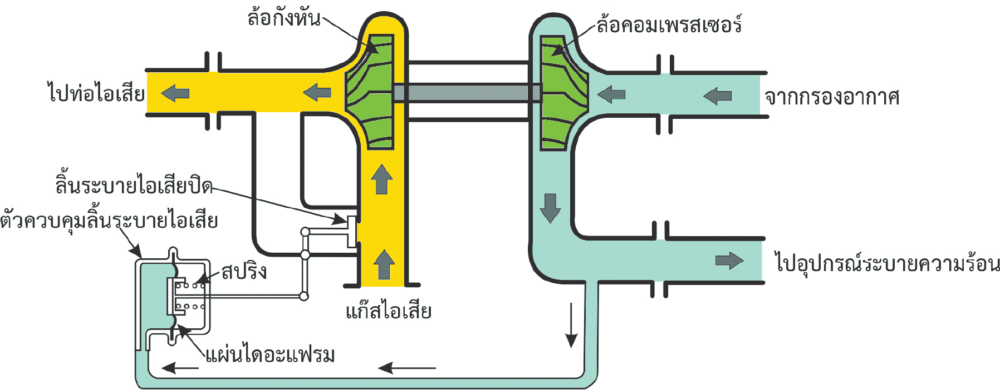 ล้อกังหัน
ล้อคอมเพรสเซอร์
ไปท่อไอเสีย
จากกรองอากาศ
ลิ้นระบายไอเสียปิด
ตัวควบคุมลิ้นระบายไอเสีย
สปริง
ไปอุปกรณ์ระบายความร้อน
แก๊สไอเสีย
แผ่นไดอะแฟรม